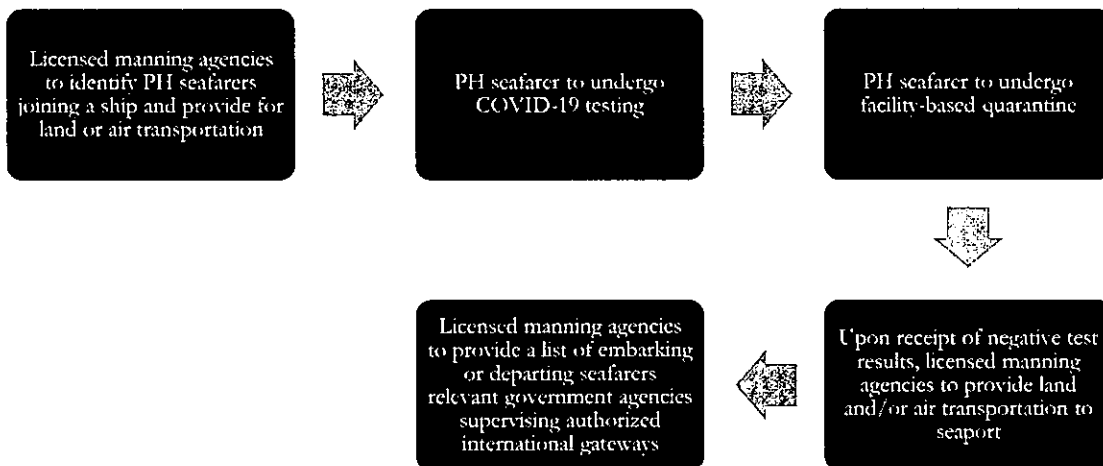 Licensed manning agencies
to identify PH seafarers
joining a ship and provide for
land or air transportation
PH seafarer to undergo
COVID-19 testing
PH seafarer to undergo
facility-based quarantine
Upon receipt of negative test
results, licensed manning
agencies to provide land
and/or air transportation to
seaport
Licensed manning agencies
to provide a list of embarking
or departing seafarers
relevant government agencies
supervising authorized
international gateways